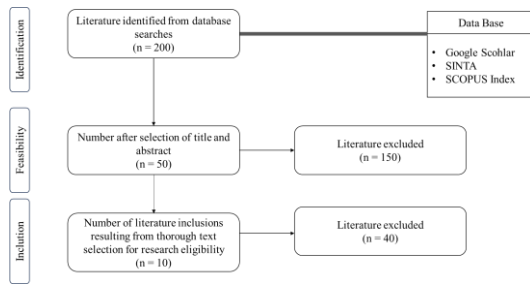 Identification
Literature identified from database
searches
(n = 200)
Data Base
• Google Scohlar
• SINTA
• SCOPUS Index
Feasibility
Number after selection of title and
abstract
(n = 50)
Literature excluded
(n = 150)
Inclution
Number of literature inclusions
resulting from thorough text
selection for research eligibility
(n = 10)
Literature excluded
(n = 40)